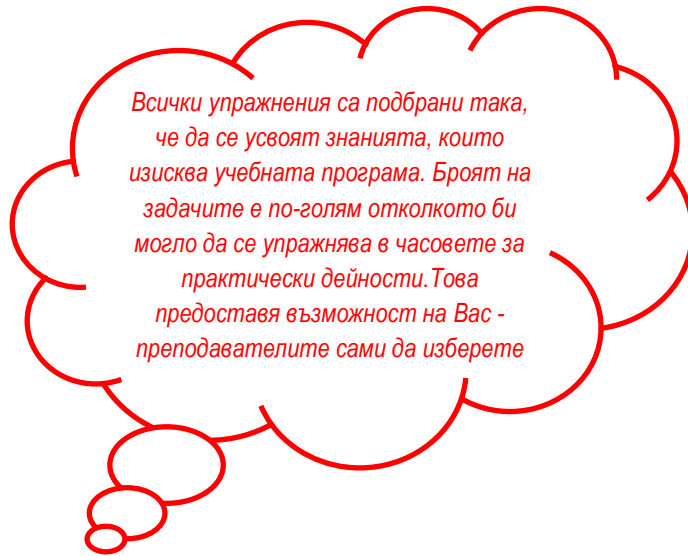 Всички упражнения са подбрани така,
че да се усвоят знанията, които
изисква учебната програма. Броят на
задачите е по-голям отколкото би
могло да се упражнява в часовете за
практически дейности.Това
предоставя възможност на Вас -
преподавателите сами да изберете